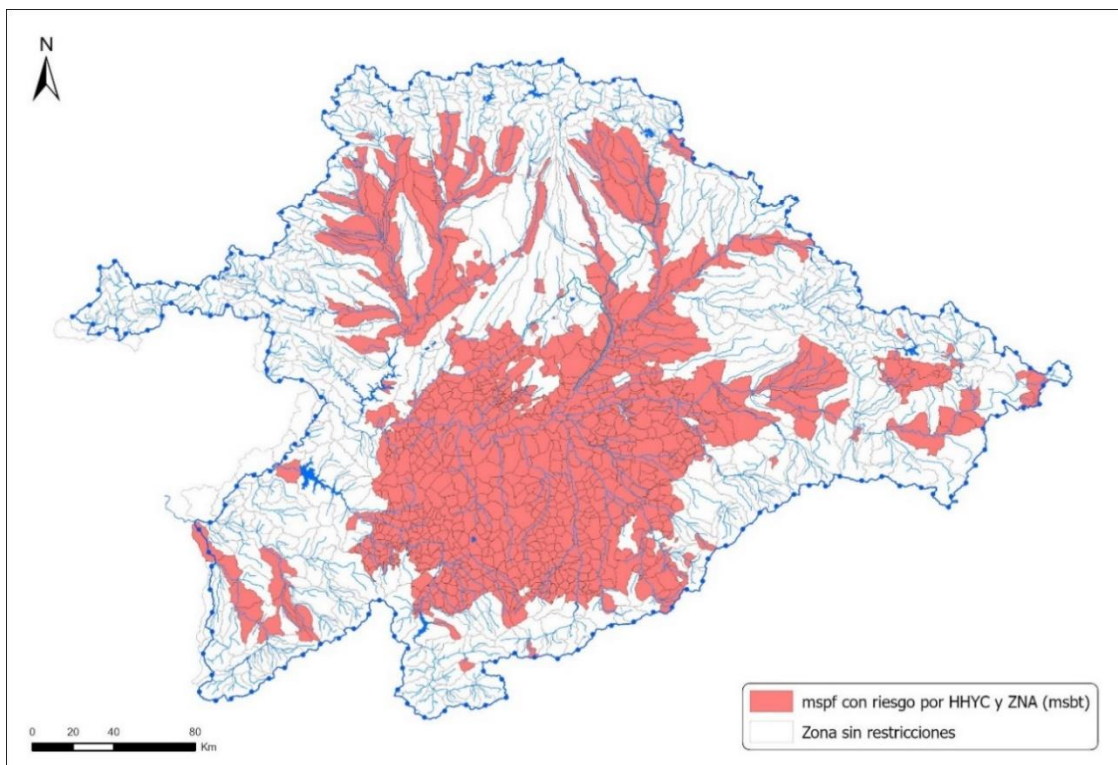 N
mspf con riesgo por HHYC y ZNA (msbt)
Zona sin restricciones
0 20 40 80
Km